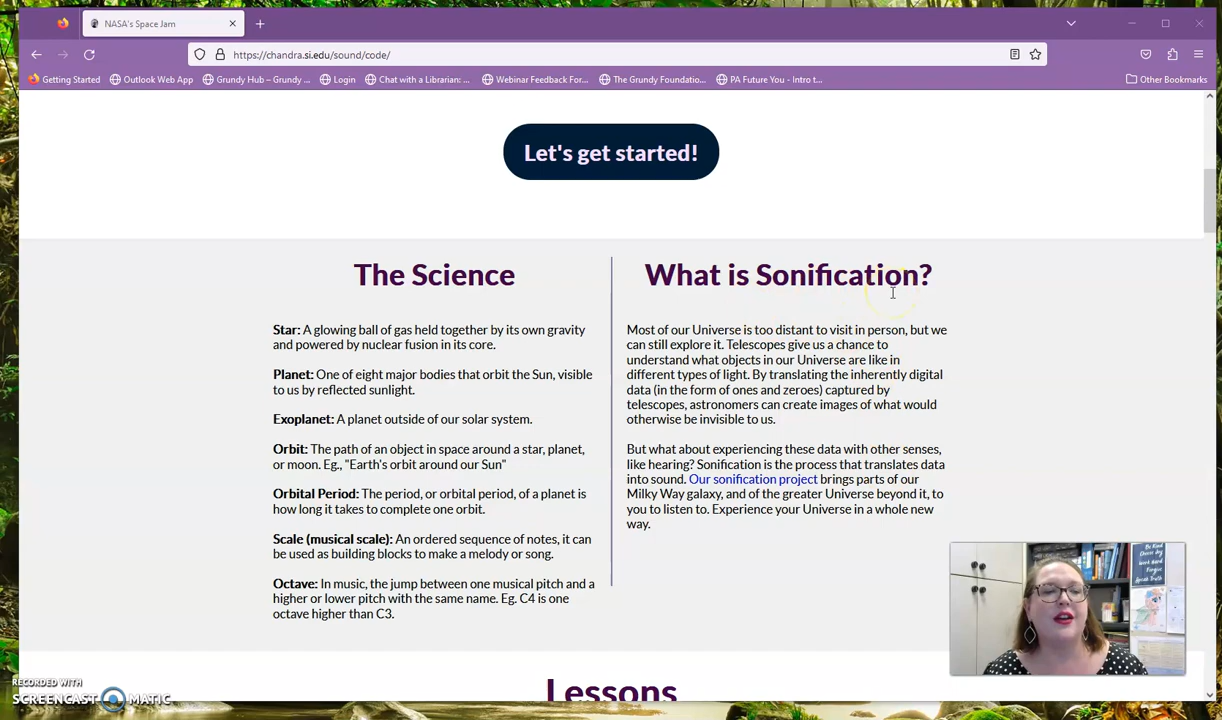 NASA's Space Jam
https://chandra.si.edu/sound/code/
Getting Started
Outlook Web App
Grundy Hub – Grundy ...
Login
Chat with a Librarian: ...
Webinar Feedback For...
The Grundy Foundatio...
PA Future You - Intro t...
Other Bookmarks
Let's get started!
The Science
Star: A glowing ball of gas held together by its own gravity
and powered by nuclear fusion in its core.
Planet: One of eight major bodies that orbit the Sun, visible
to us by reflected sunlight.
Exoplanet: A planet outside of our solar system.
Orbit: The path of an object in space around a star, planet,
or moon. Eg., "Earth's orbit around our Sun"
Orbital Period: The period, or orbital period, of a planet is
how long it takes to complete one orbit.
Scale (musical scale): An ordered sequence of notes, it can
be used as building blocks to make a melody or song.
Octave: In music, the jump between one musical pitch and a
higher or lower pitch with the same name. Eg. C4 is one
octave higher than C3.
What is Sonification?
Most of our Universe is too distant to visit in person, but we
can still explore it. Telescopes give us a chance to
understand what objects in our Universe are like in
different types of light. By translating the inherently digital
data (in the form of ones and zeroes) captured by
telescopes, astronomers can create images of what would
otherwise be invisible to us.
But what about experiencing these data with other senses,
like hearing? Sonification is the process that translates data
into sound. Our sonification project brings parts of our
Milky Way galaxy, and of the greater Universe beyond it, to
you to listen to. Experience your Universe in a whole new
way.
Lessons
Be Kind
Work Hard
Forgive
Speak Truth
RECORDED WITH
SCREENCAST MATIC